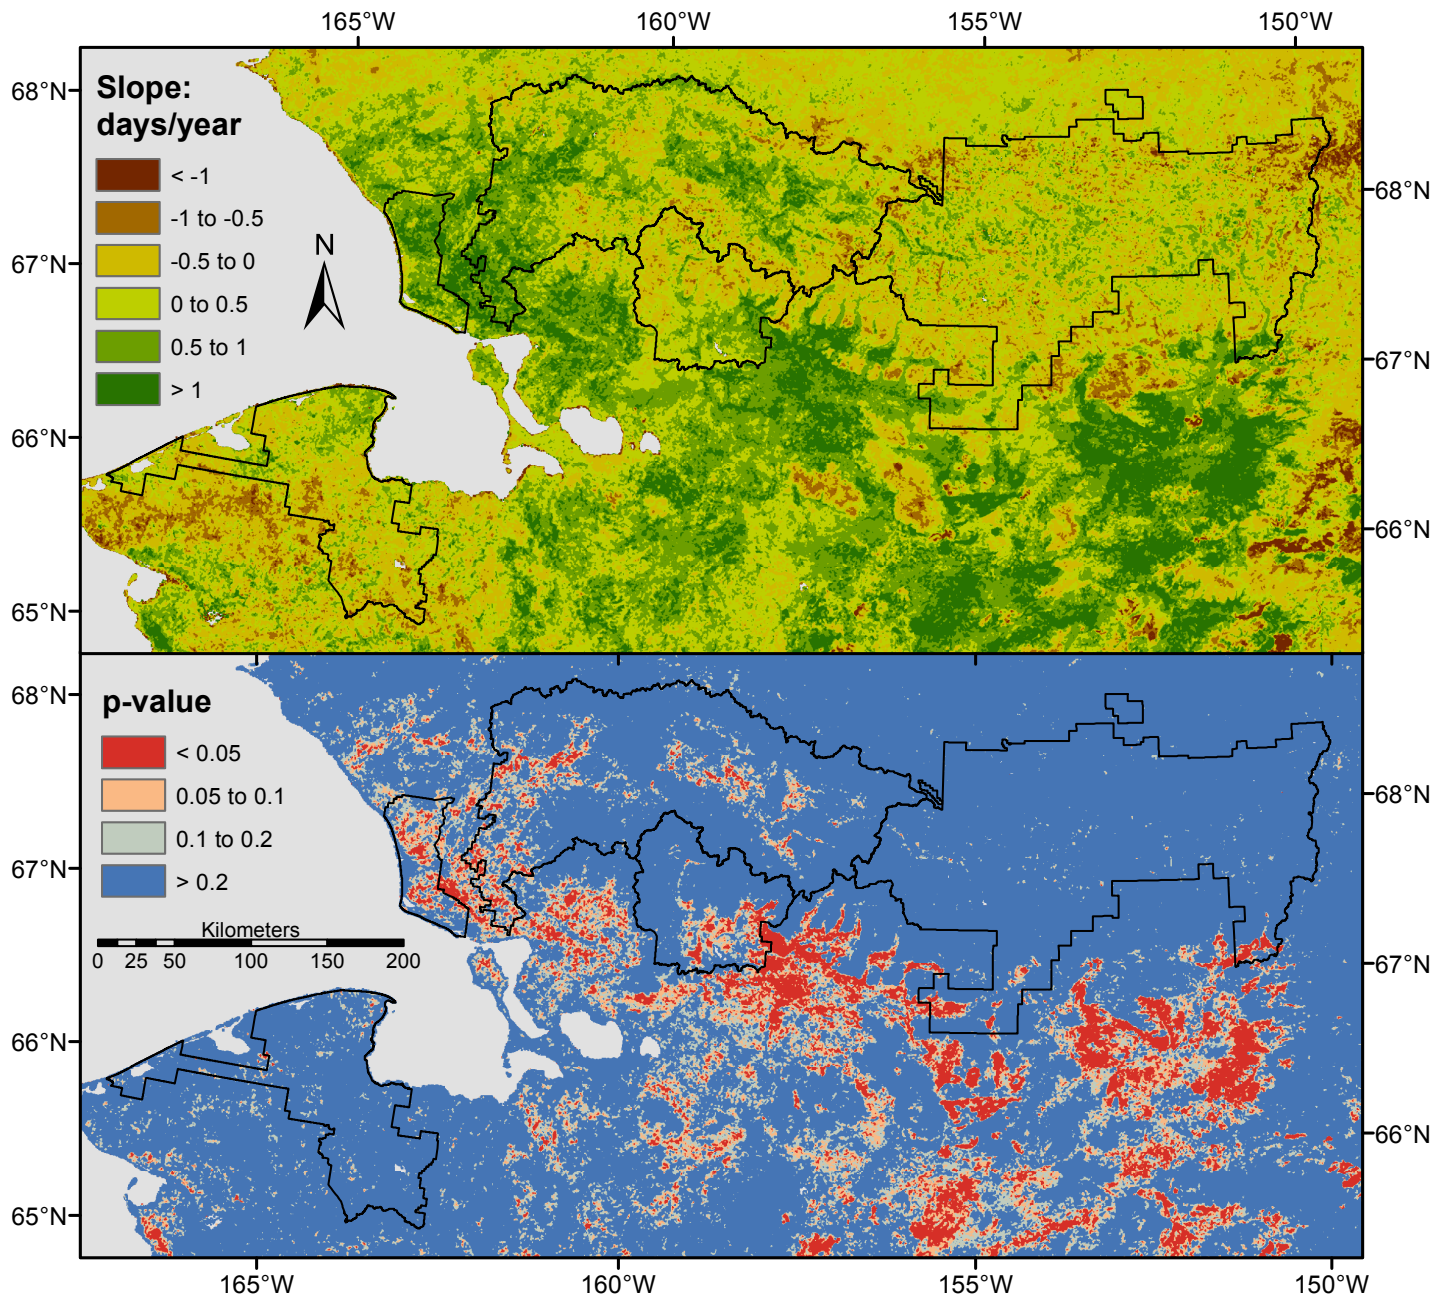 165°W 160°W 155°W 150°W
68°N
67°N
66°N
65°N
68°N
67°N
66°N
Slope:
days/year
< -1
-1 to -0.5
-0.5 to 0
0 to 0.5
0.5 to 1
> 1
N
p-value
< 0.05
0.05 to 0.1
0.1 to 0.2
> 0.2
Kilometers
0 25 50 100 150 200
68°N
67°N
66°N
65°N
68°N
67°N
66°N
165°W 160°W 155°W 150°W